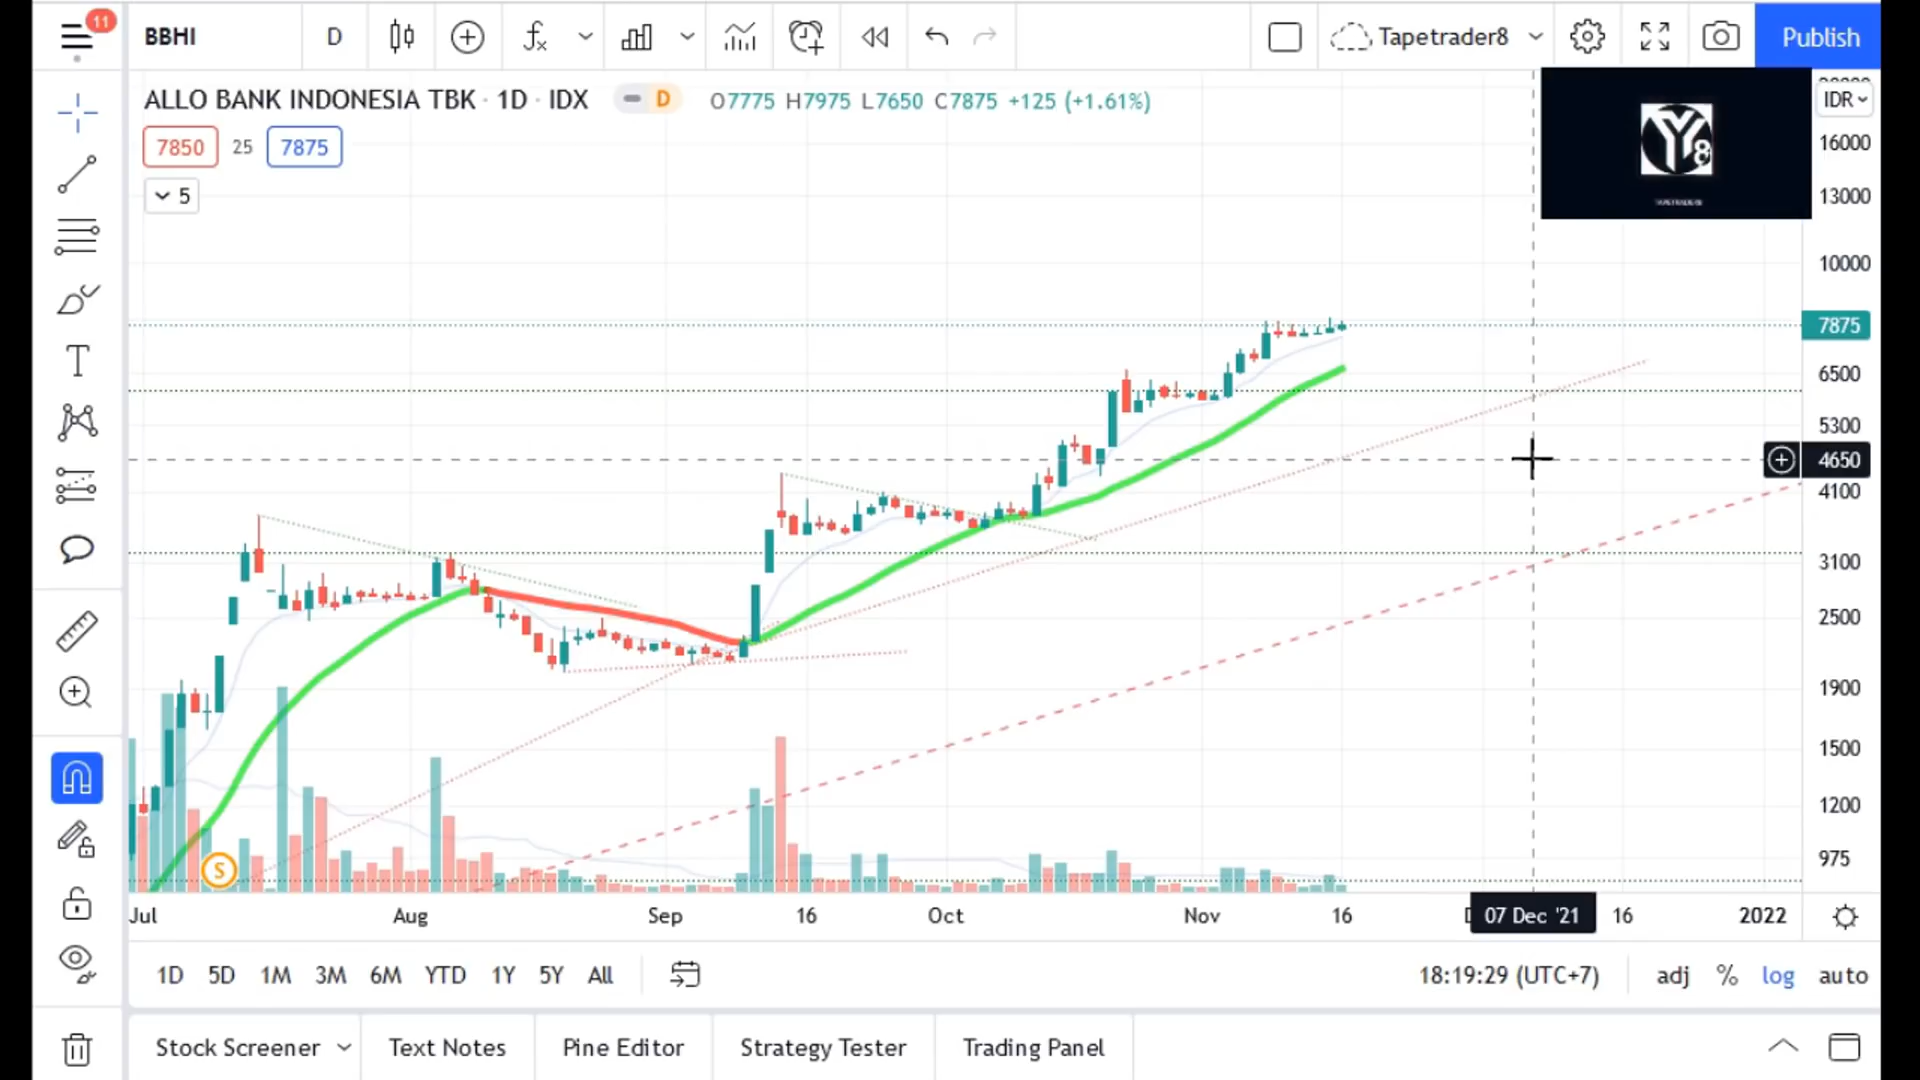 11
BBHI
D
Tapetrader8
Publish
ALLO BANK INDONESIA TBK · 1D · IDX
D
O7775 H7975 L7650 C7875 +125 (+1.61%)
7850 25 7875
5
Y8
TAPETRADER8
IDR
16000
13000
10000
7875
6500
5300
4650
4100
3100
2500
1900
1500
1200
975
S
Jul Aug Sep 16 Oct Nov 16 07 Dec '21 16 2022
1D 5D 1M 3M 6M YTD 1Y 5Y All
18:19:29 (UTC+7) adj % log auto
Stock Screener Text Notes Pine Editor Strategy Tester Trading Panel